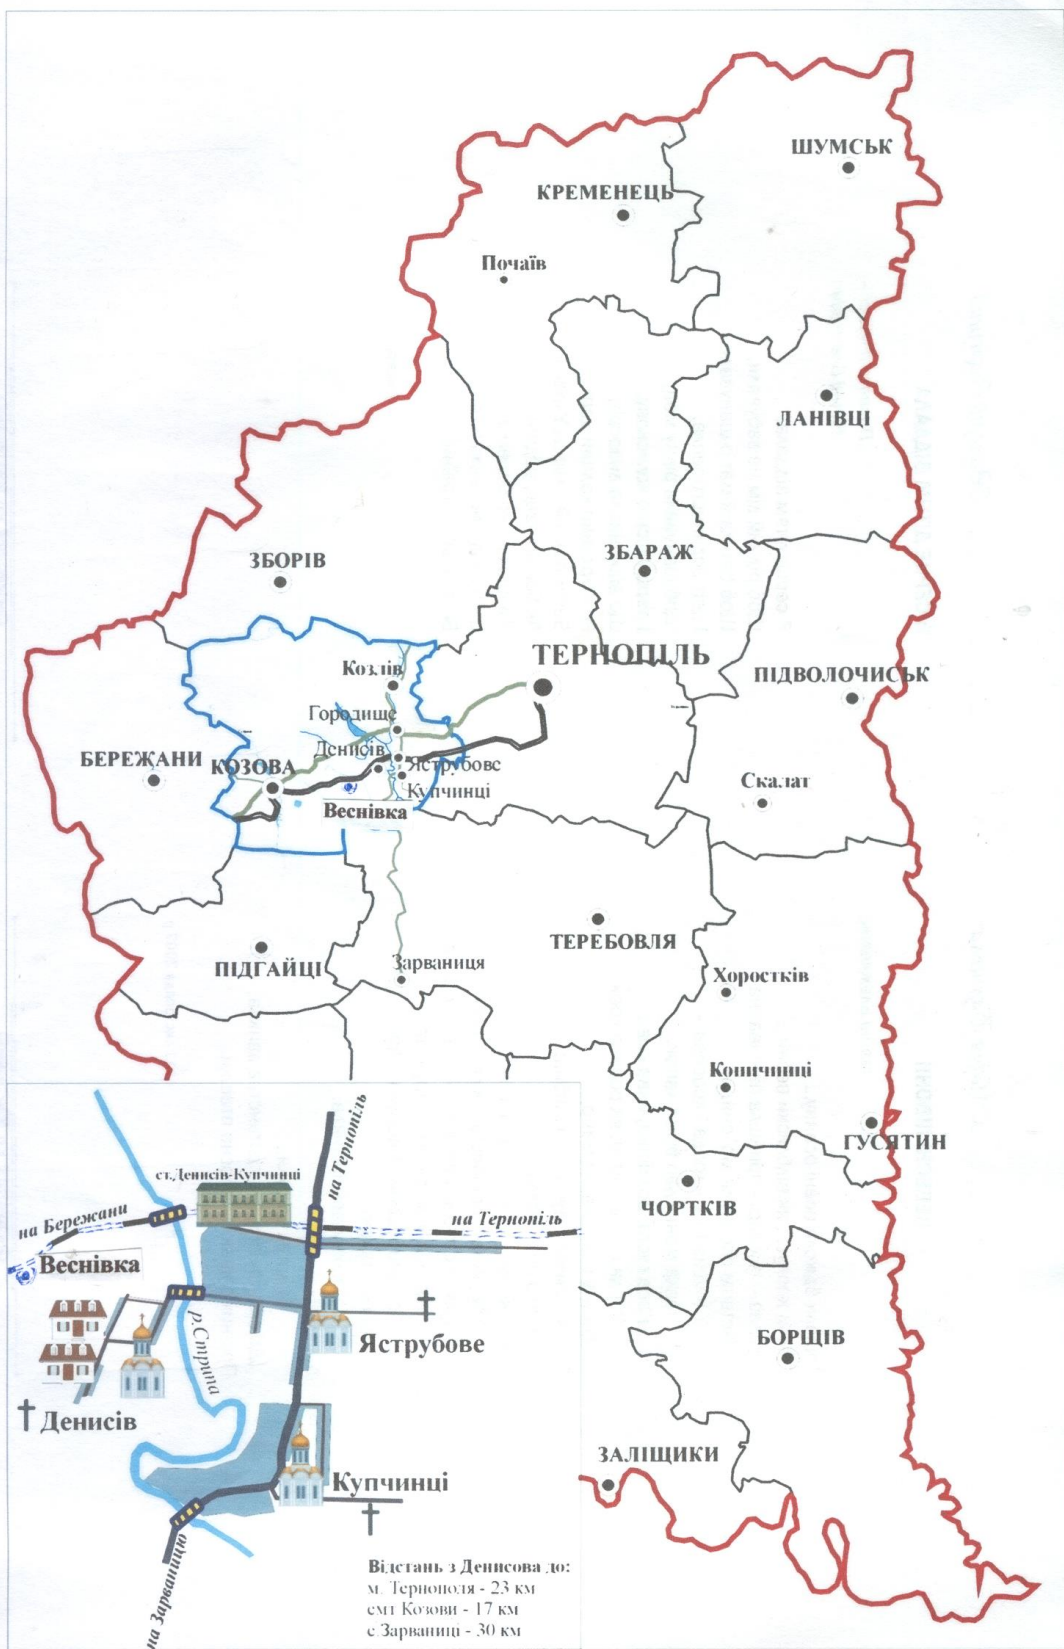 ШУМСЬК
КРЕМЕНЕЦЬ
Почаїв
ЛАНІВЦІ
ЗБАРАЖ
ЗБОРІВ
ТЕРНОПІЛЬ
Козлів
ПІДВОЛОЧИСЬК
Городище
Денисів
БЕРЕЖАНИ
КОЗОВА
Яструбовс
Скалат
Купчинці
Веснівка
ТЕРЕБОВЛЯ
ПІДГАЙЦІ
Зарваниця
Хоростків
Копичинці
ГУСЯТИН
ЧОРТКІВ
БОРЩІВ
ЗАЛІЩИКИ
на Тернопіль
ст.Денисів-Купчинці
на Бережани
на Тернопіль
Веснівка
р.Стрипа
Яструбове
Денисів
Купчинці
на Зарваницю
Відстань з Денисова до:
м. Тернополя - 23 км
смт Козови - 17 км
с.Зарваниці - 30 км